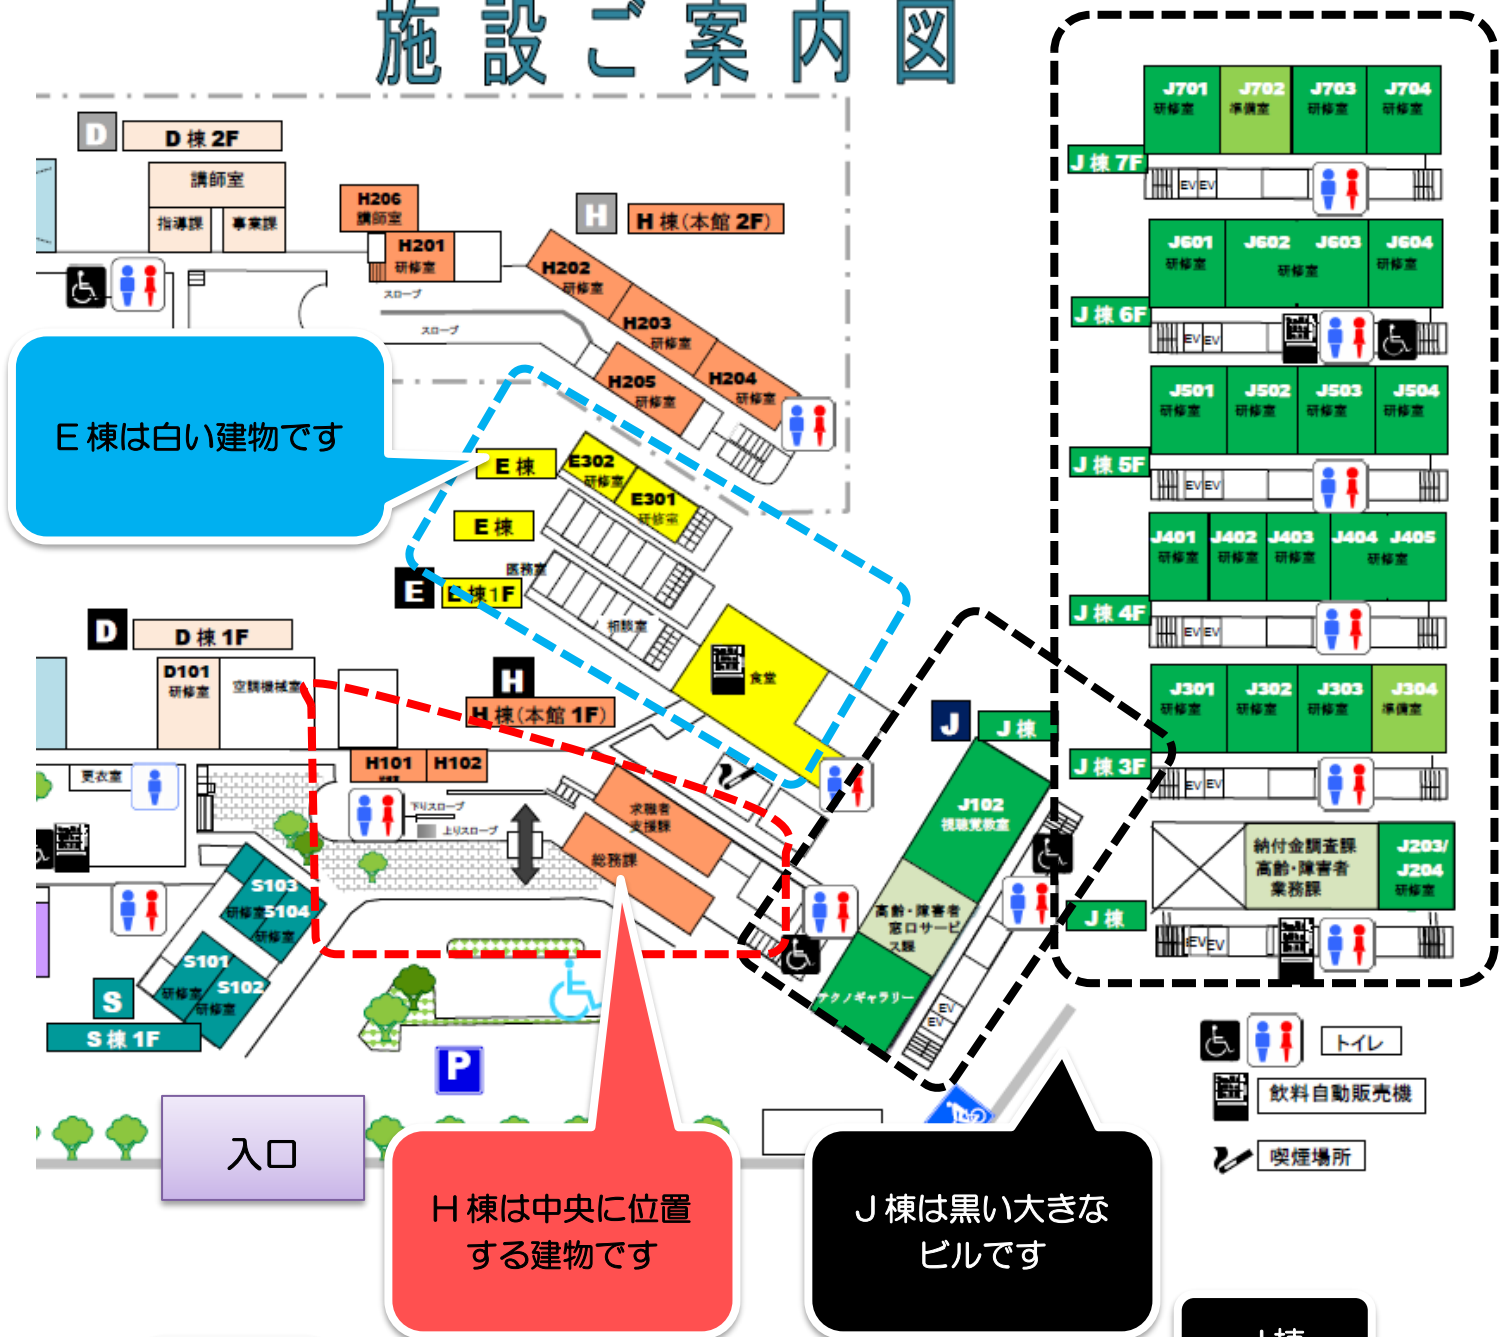 施設ご案内図
D
D 棟 2F
講師室
指導課
事業課
H206
講師室
H201
研修室
H
H 棟(本館 2F)
H202
研修室
H203
研修室
H204
研修室
H205
スロープ
スロープ
E 棟は白い建物です
E 棟
E302
研修室
E301
研修室
E 棟
医務室
E
E 棟1F
相談室
食堂
D
D 棟 1F
D101
研修室
空調機械室
H
H 棟(本館 1F)
H101
H102
更衣室
下りスロープ
上りスロープ
求職者
支援課
総務課
S103
研修室
S104
研修室
S101
研修室
S102
研修室
S
S 棟 1F
P
入口
H 棟は中央に位置
する建物です
J
J 棟
J102
視聴覚教室
高齢・障害者
窓口サービ
ス課
テクノギャラリー
EV
EV
J 棟は黒い大きな
ビルです
J701
研修室
J702
準備室
J703
研修室
J704
研修室
J 棟 7F
EV EV
J601
研修室
J602 J603
研修室
J604
研修室
J 棟 6F
EV EV
J501
研修室
J502
研修室
J503
研修室
J504
研修室
J 棟 5F
EV EV
J401
研修室
J402
研修室
J403
研修室
J404 J405
研修室
J 棟 4F
EV EV
J301
研修室
J302
研修室
J303
研修室
J304
準備室
J 棟 3F
EV EV
納付金調査課
高齢・障害者
業務課
J203/
J204
研修室
J 棟
EV EV
トイレ
飲料自動販売機
喫煙場所